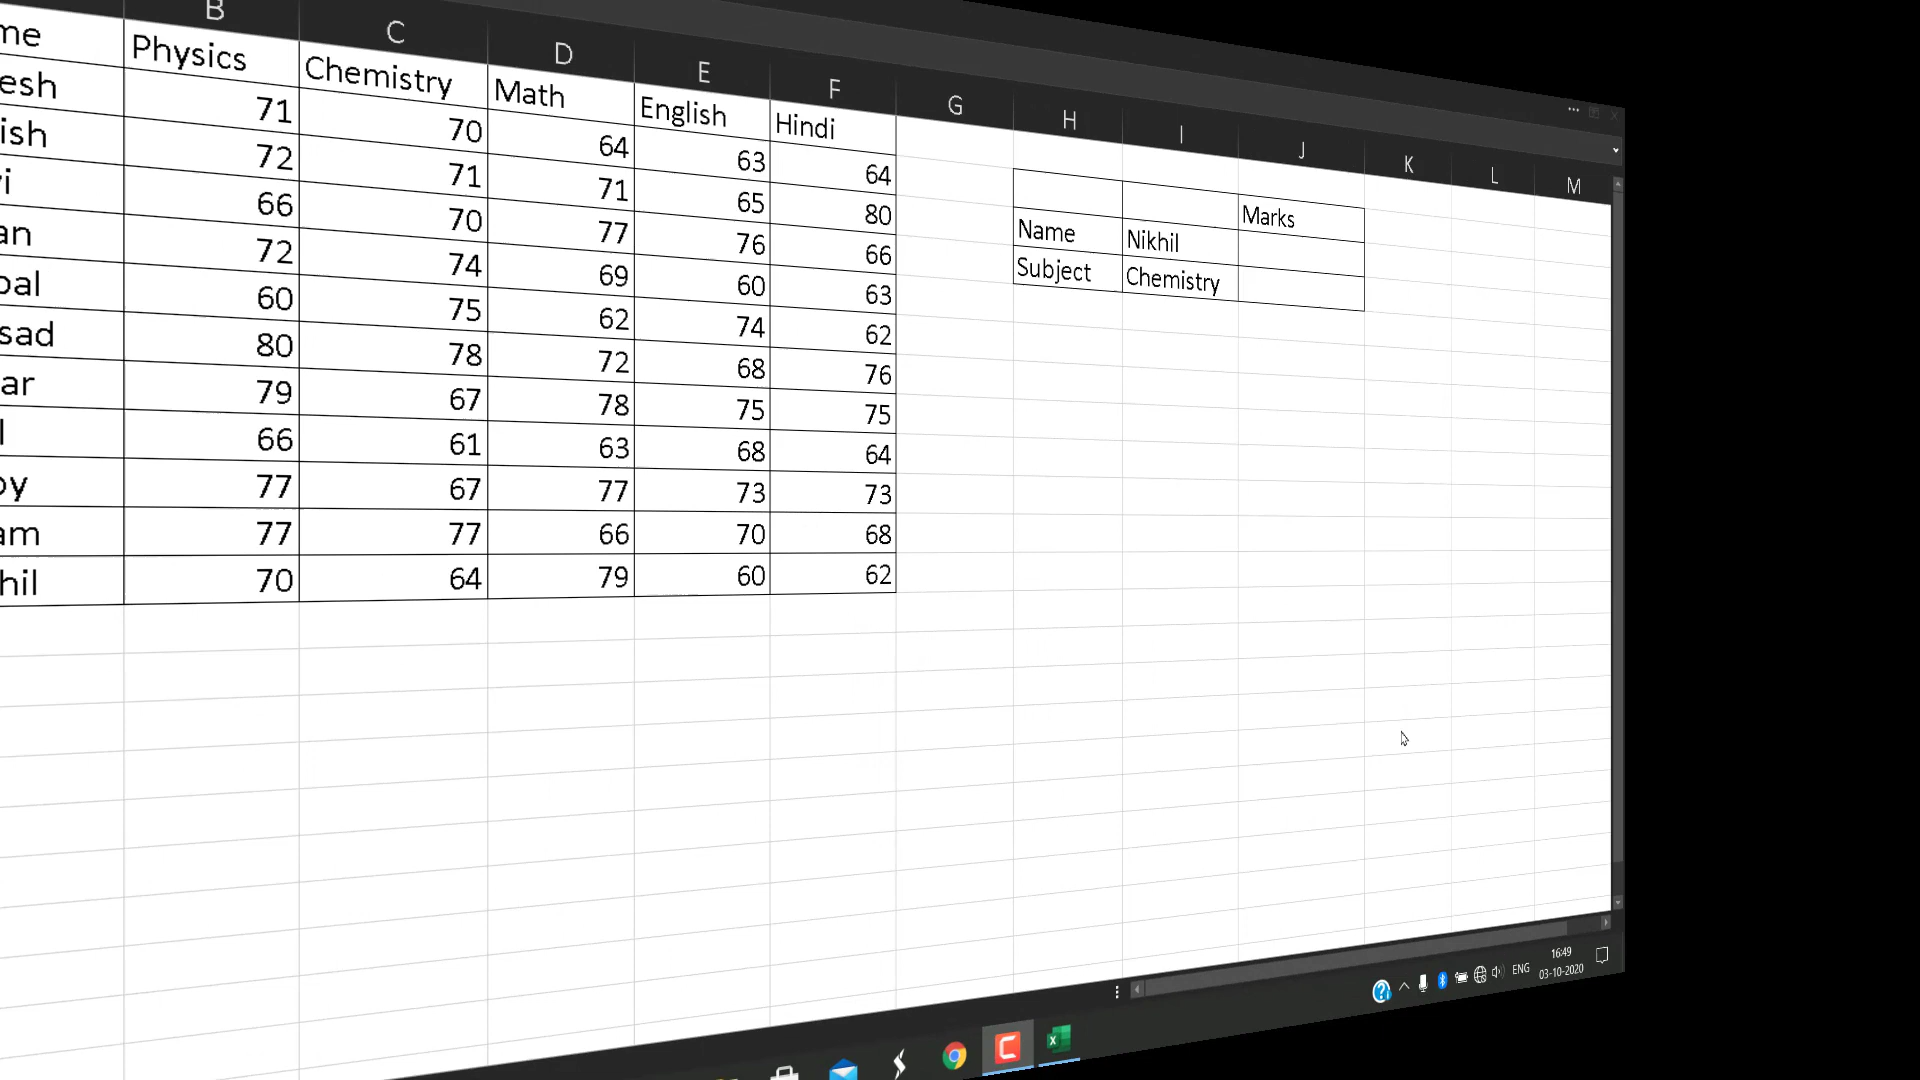 B C D E F G H I J K L M
me Physics Chemistry Math English Hindi
esh 71 70 64 63 64
ish 72 71 71 65 80
i 66 70 77 76 66
an 72 74 69 60 63
pal 60 75 62 74 62
sad 80 78 72 68 76
ar 79 67 78 75 75
l 66 61 63 68 64
oy 77 67 77 73 73
am 77 77 66 70 68
hil 70 64 79 60 62
Marks
Name Nikhil
Subject Chemistry
ENG
16:49
03-10-2020